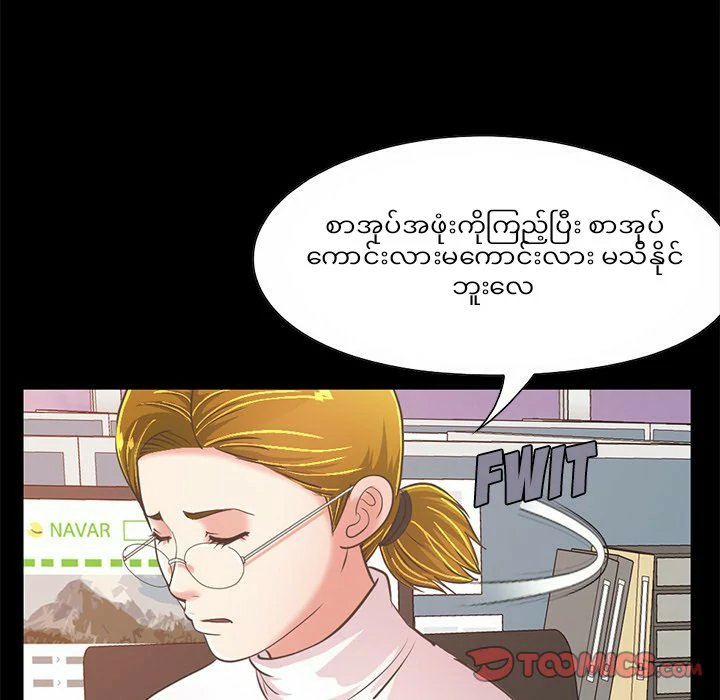 စာအုပ်အဖုံးကိုကြည့်ပြီး စာအုပ်
ကောင်းလားမကောင်းလား မသိနိုင်
ဘူးလေ
FWIT
NAVAR
TOOMICS.com